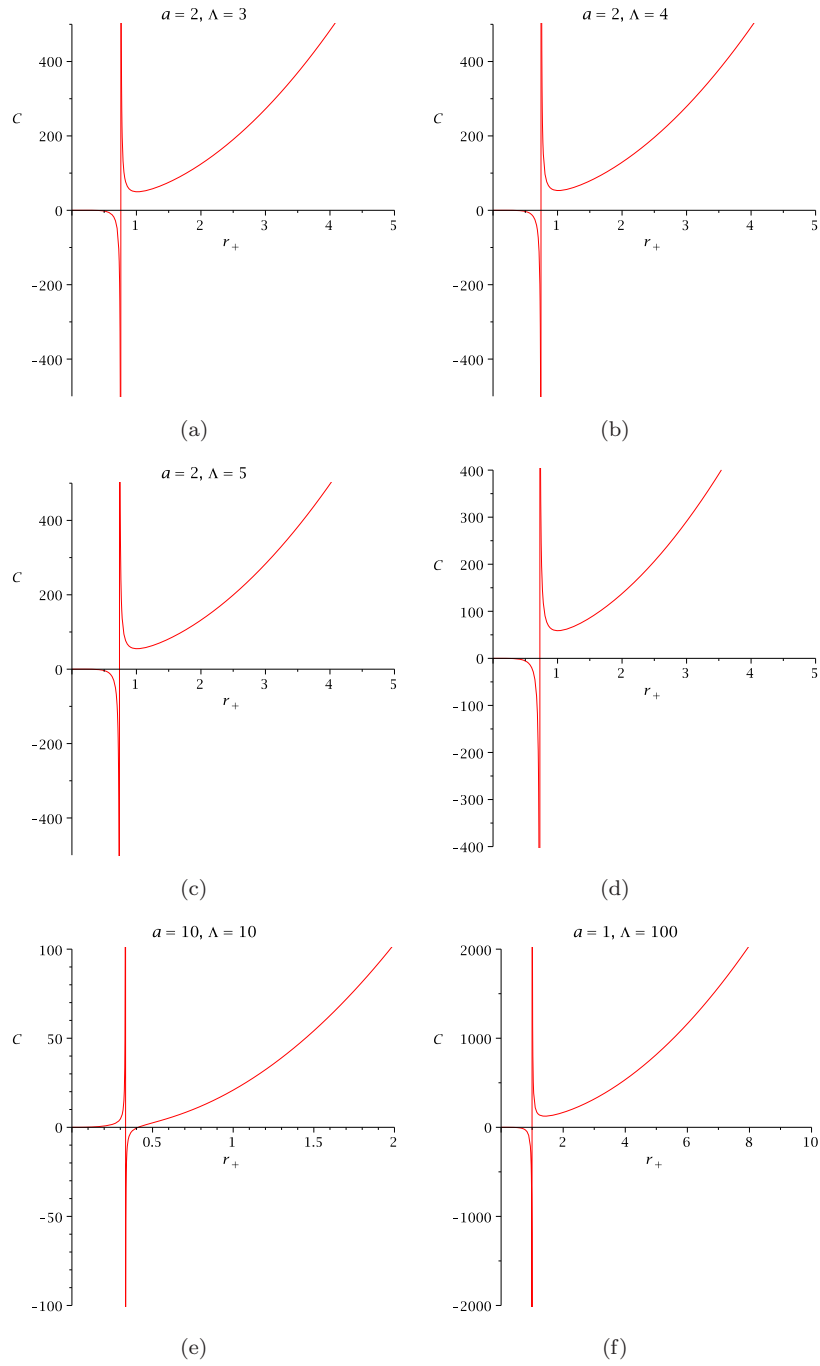 a = 2, Λ = 3
C
400
200
0
-200
-400
1 2 3 4 5
r+
(a)
a = 2, Λ = 4
C
400
200
0
-200
-400
1 2 3 4 5
r+
(b)
a = 2, Λ = 5
C
400
200
0
-200
-400
1 2 3 4 5
r+
(c)
C
400
300
200
100
0
-100
-200
-300
-400
1 2 3 4 5
r+
(d)
a = 10, Λ = 10
C
100
50
0
-50
-100
0.5 1 1.5 2
r+
(e)
a = 1, Λ = 100
C
2000
1000
0
-1000
-2000
2 4 6 8 10
r+
(f)